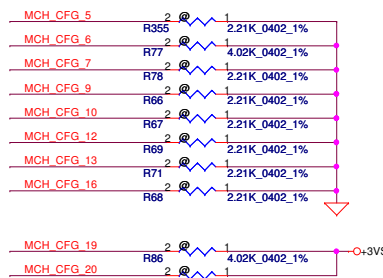 MCH_CFG_5 2 @ 1
R355 2.21K_0402_1%
MCH_CFG_6 2 @ 1
R77 4.02K_0402_1%
MCH_CFG_7 2 @ 1
R78 2.21K_0402_1%
MCH_CFG_9 2 @ 1
R66 2.21K_0402_1%
MCH_CFG_10 2 @ 1
R67 2.21K_0402_1%
MCH_CFG_12 2 @ 1
R69 2.21K_0402_1%
MCH_CFG_13 2 @ 1
R71 2.21K_0402_1%
MCH_CFG_16 2 @ 1
R68 2.21K_0402_1%
MCH_CFG_19 2 @ 1 +3VS
R86 4.02K_0402_1%
MCH_CFG_20 2 @ 1